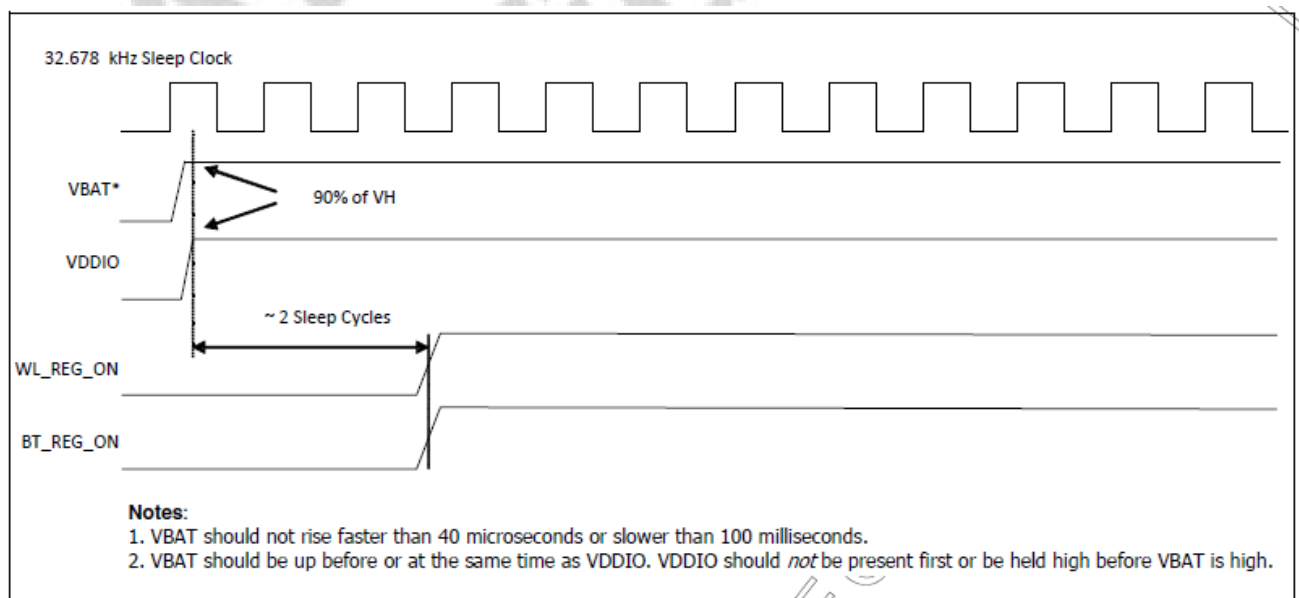 32.678 kHz Sleep Clock
VBAT*
90% of VH
VDDIO
~ 2 Sleep Cycles
WL_REG_ON
BT_REG_ON
Notes:
1. VBAT should not rise faster than 40 microseconds or slower than 100 milliseconds.
2. VBAT should be up before or at the same time as VDDIO. VDDIO should not be present first or be held high before VBAT is high.